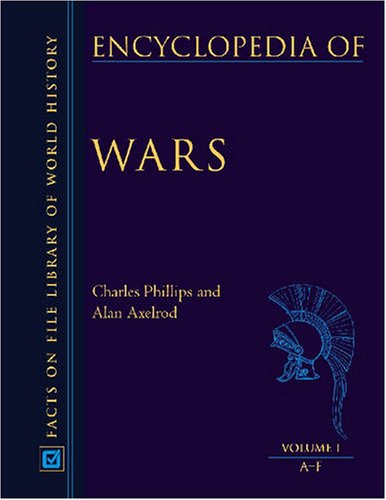 ENCYCLOPEDIA OF
WARS
Charles Phillips and
Alan Axelrod
VOLUME I
A–F
FACTS ON FILE LIBRARY OF WORLD HISTORY